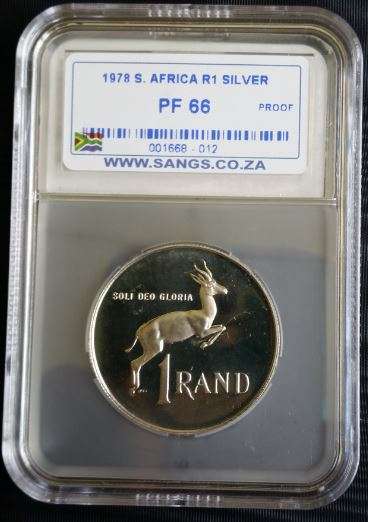 1978 S. AFRICA R1 SILVER
PF 66 PROOF
001668 - 012
WWW.SANGS.CO.ZA
SOLI DEO GLORIA
1 RAND